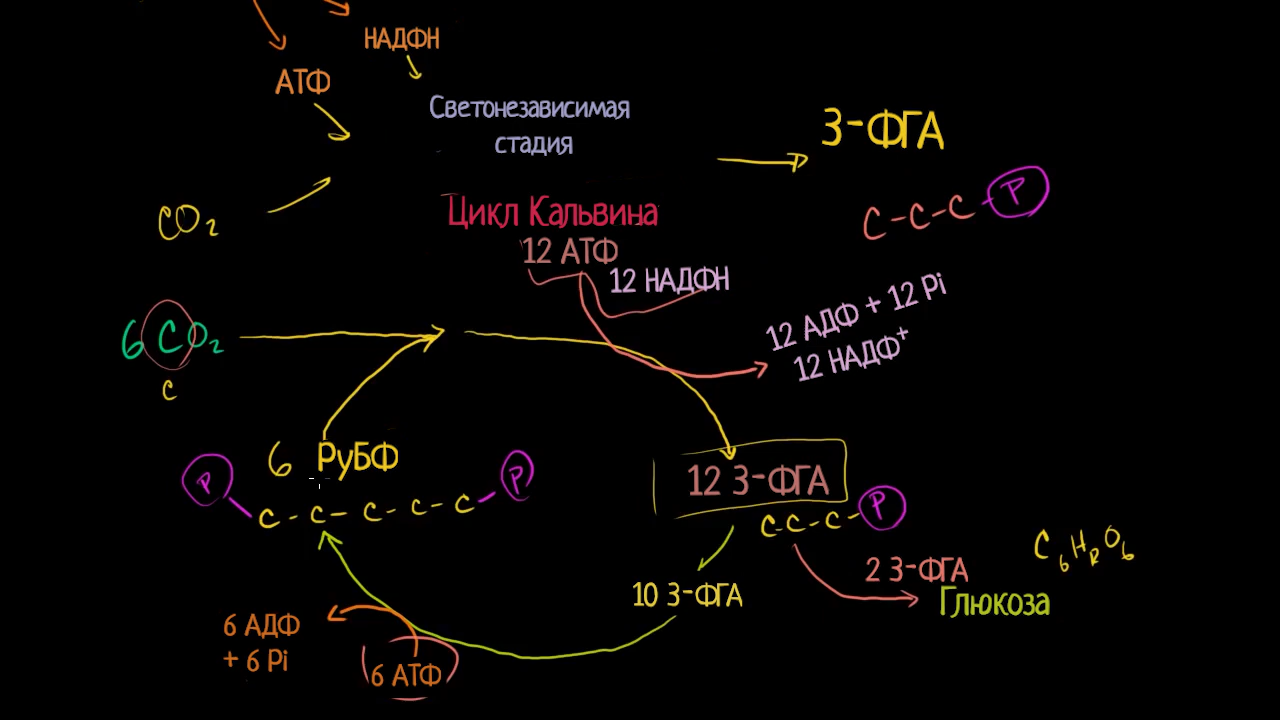 НАДФН
АТФ
Светонезависимая
стадия
3-ФГА
CO₂
Цикл Кальвина
C-C-C-P
12 АТФ
12 НАДФН
12 АДФ + 12 Pi
12 НАДФ⁺
6 CO₂
C
6 РуБФ
P
P
C-C-C-C-C
12 3-ФГА
C-C-C-P
C₆H₁₂O₆
2 3-ФГА
Глюкоза
10 3-ФГА
6 АДФ
+ 6 Pi
6 АТФ